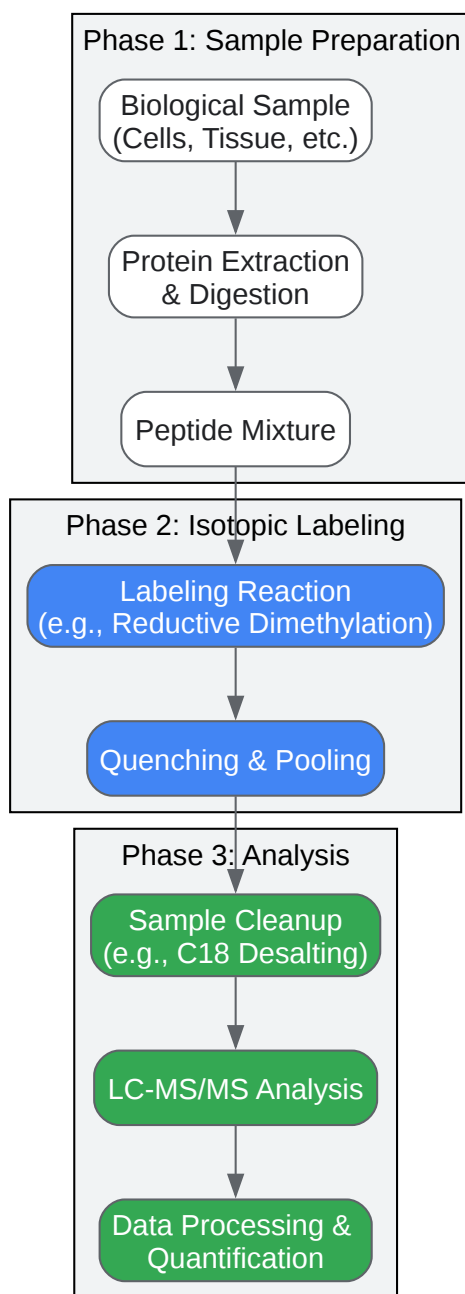 Phase 1: Sample Preparation
Biological Sample
(Cells, Tissue, etc.)
Protein Extraction
& Digestion
Peptide Mixture
Phase 2: Isotopic Labeling
Labeling Reaction
(e.g., Reductive Dimethylation)
Quenching & Pooling
Phase 3: Analysis
Sample Cleanup
(e.g., C18 Desalting)
LC-MS/MS Analysis
Data Processing &
Quantification